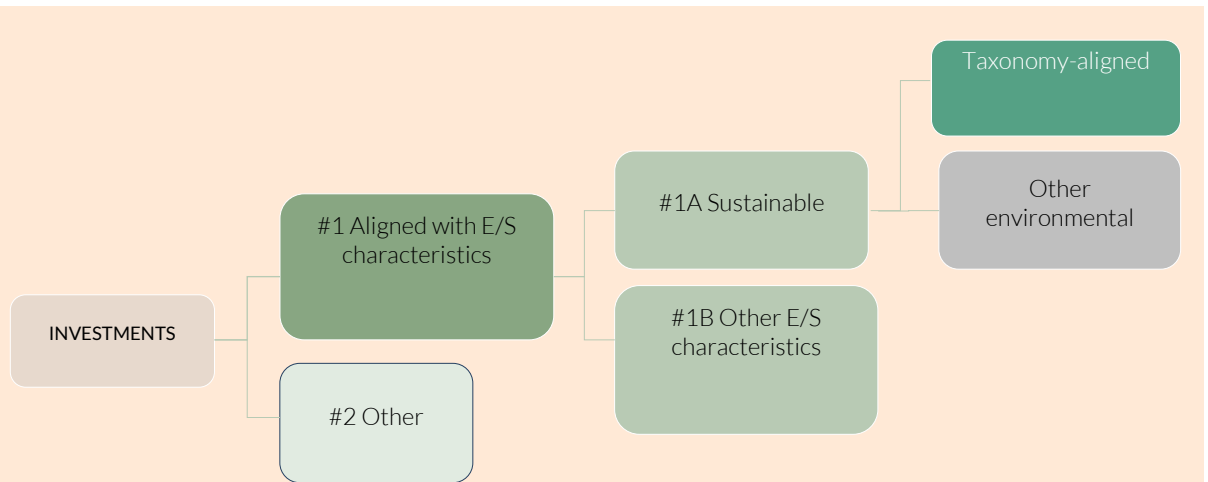 Taxonomy-aligned
Other
environmental
#1A Sustainable
#1 Aligned with E/S
characteristics
#1B Other E/S
characteristics
INVESTMENTS
#2 Other